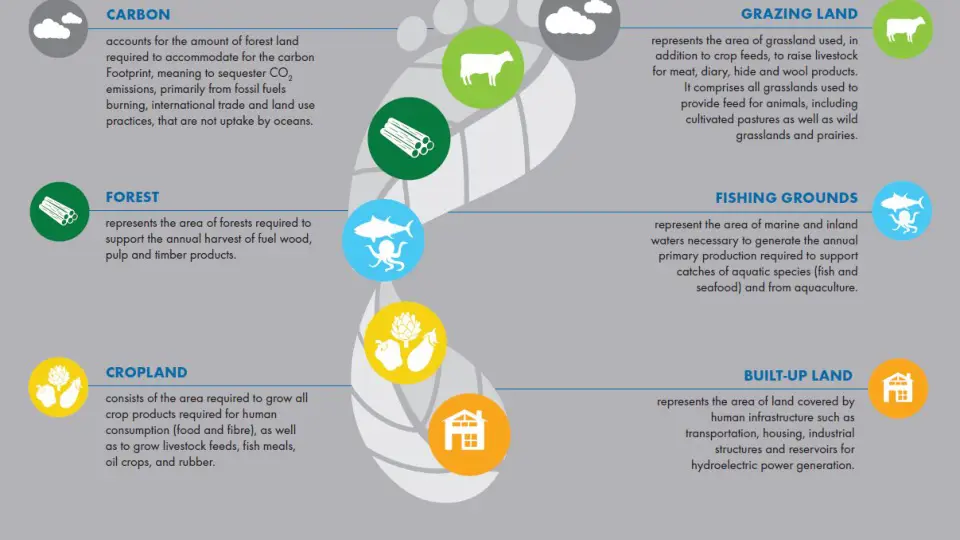 CARBON
accounts for the amount of forest land
required to accommodate for the carbon
Footprint, meaning to sequester CO₂
emissions, primarily from fossil fuels
burning, international trade and land use
practices, that are not uptake by oceans.
GRAZING LAND
represents the area of grassland used, in
addition to crop feeds, to raise livestock
for meat, diary, hide and wool products.
It comprises all grasslands used to
provide feed for animals, including
cultivated pastures as well as wild
grasslands and prairies.
FOREST
represents the area of forests required to
support the annual harvest of fuel wood,
pulp and timber products.
FISHING GROUNDS
represent the area of marine and inland
waters necessary to generate the annual
primary production required to support
catches of aquatic species (fish and
seafood) and from aquaculture.
CROPLAND
consists of the area required to grow all
crop products required for human
consumption (food and fibre), as well
as to grow livestock feeds, fish meals,
oil crops, and rubber.
BUILT-UP LAND
represents the area of land covered by
human infrastructure such as
transportation, housing, industrial
structures and reservoirs for
hydroelectric power generation.